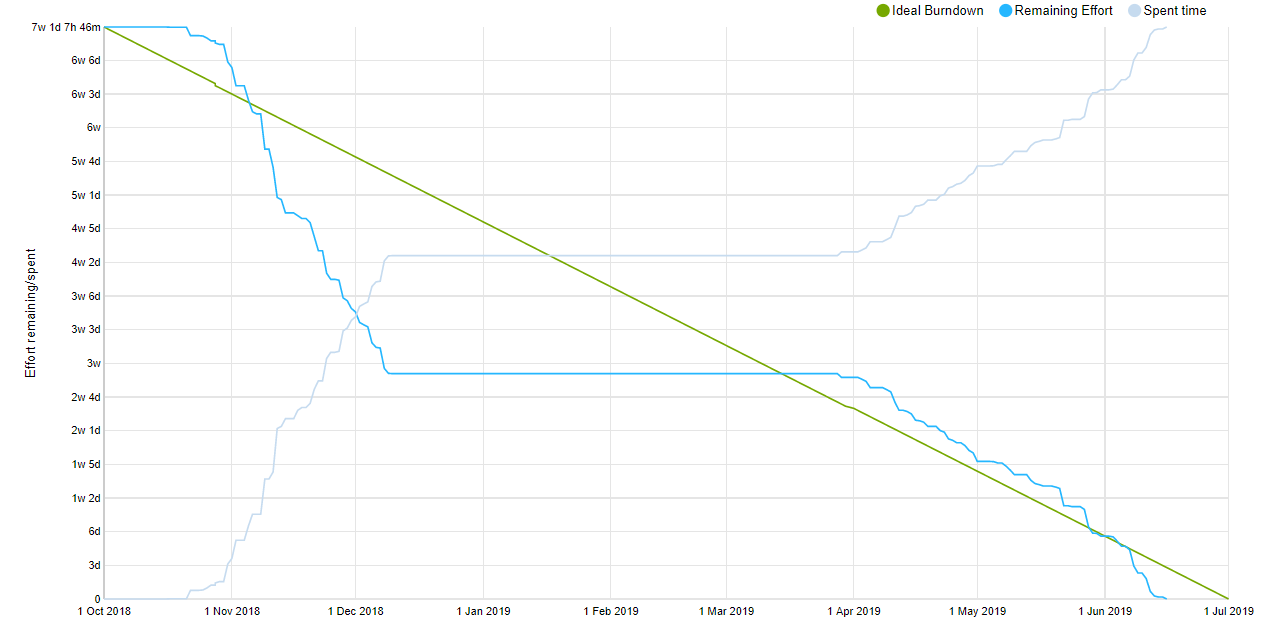 Ideal Burndown Remaining Effort Spent time
7w 1d 7h 46m
6w 6d
6w 3d
6w
5w 4d
5w 1d
4w 5d
4w 2d
3w 6d
3w 3d
3w
2w 4d
2w 1d
1w 5d
1w 2d
6d
3d
0
Effort remaining/spent
1 Oct 2018 1 Nov 2018 1 Dec 2018 1 Jan 2019 1 Feb 2019 1 Mar 2019 1 Apr 2019 1 May 2019 1 Jun 2019 1 Jul 2019